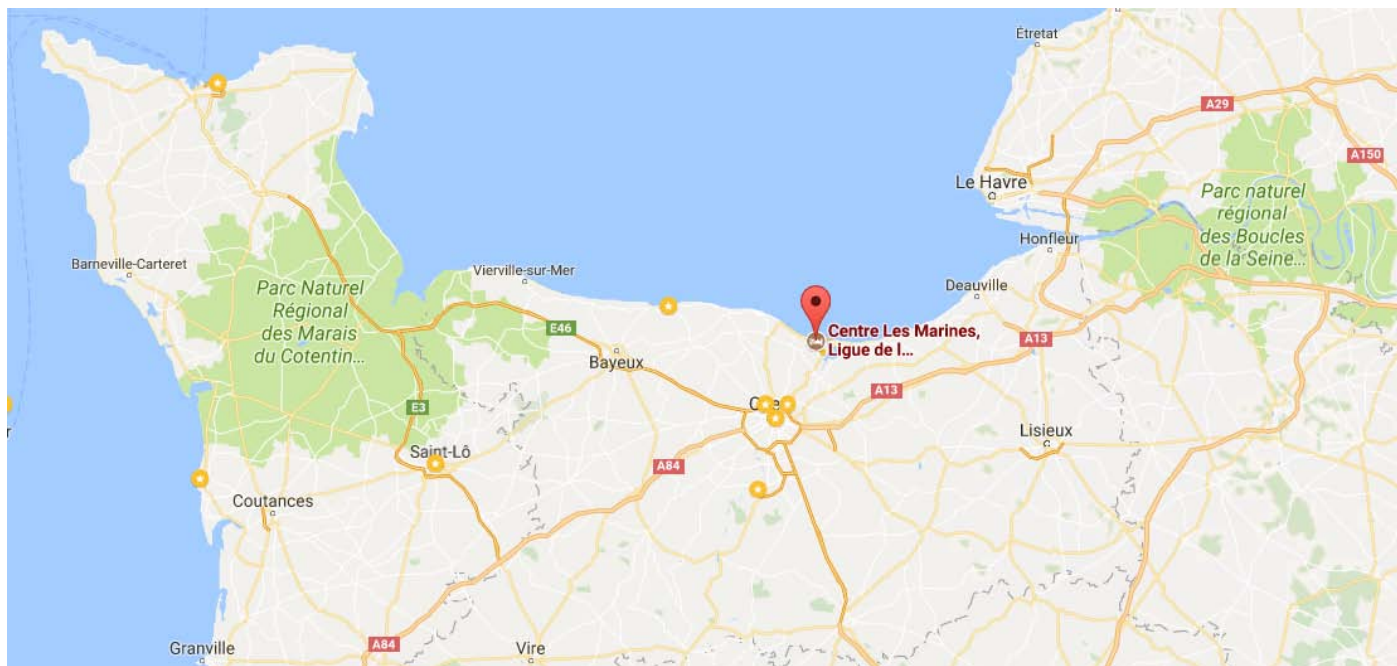 Étretat
A29
A150
Le Havre
Parc naturel
régional
des Boucles
de la Seine...
Honfleur
Barneville-Carteret
Vierville-sur-Mer
Deauville
Parc Naturel
Régional
des Marais
du Cotentin...
E46
Centre Les Marines,
Ligue de l...
A13
Bayeux
A13
E3
Lisieux
Saint-Lô
A84
Coutances
A84
Granville
Vire